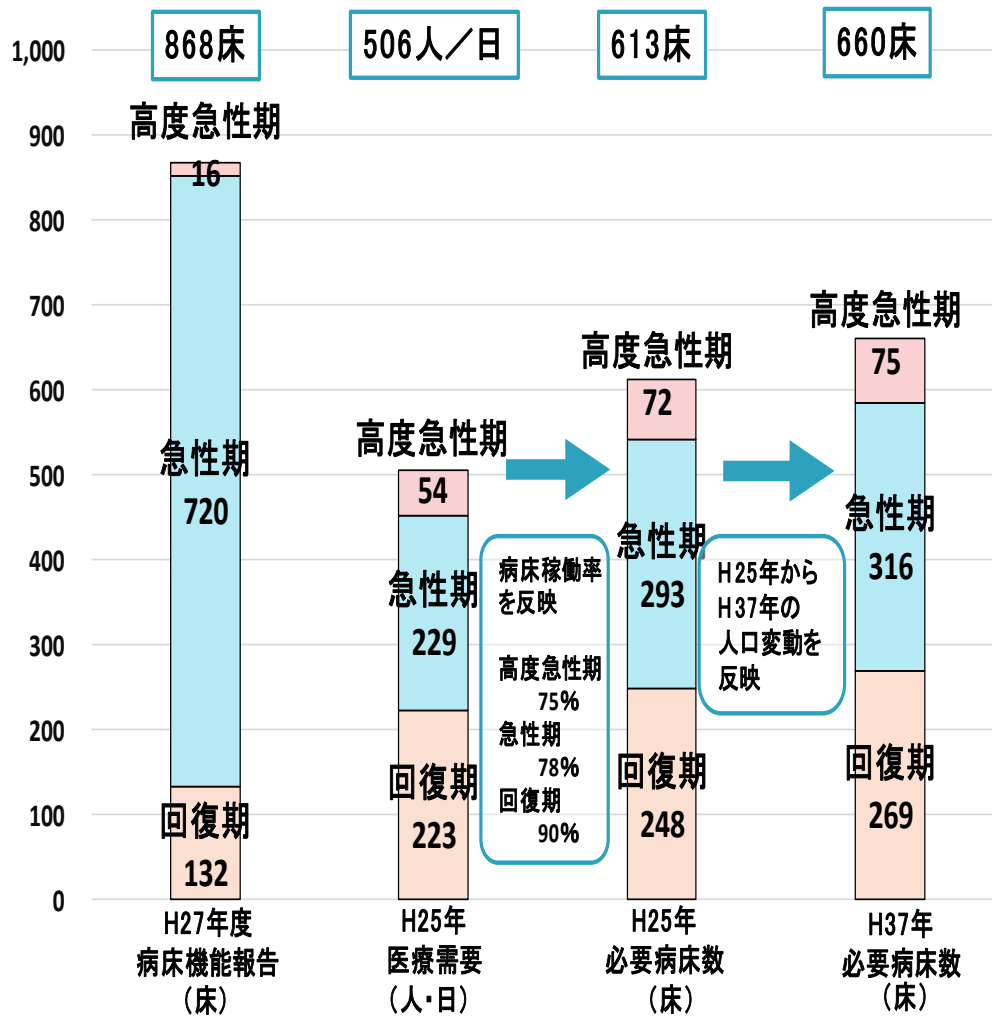 868床
506人／日
613床
660床
1,000
900
800
700
600
500
400
300
200
100
0
高度急性期
16
急性期
720
回復期
132
高度急性期
54
急性期
229
回復期
223
病床稼働率
を反映
高度急性期
75%
急性期
78%
回復期
90%
高度急性期
72
急性期
293
回復期
248
H25年から
H37年の
人口変動を
反映
高度急性期
75
急性期
316
回復期
269
H27年度
病床機能報告
（床）
H25年
医療需要
（人・日）
H25年
必要病床数
（床）
H37年
必要病床数
（床）